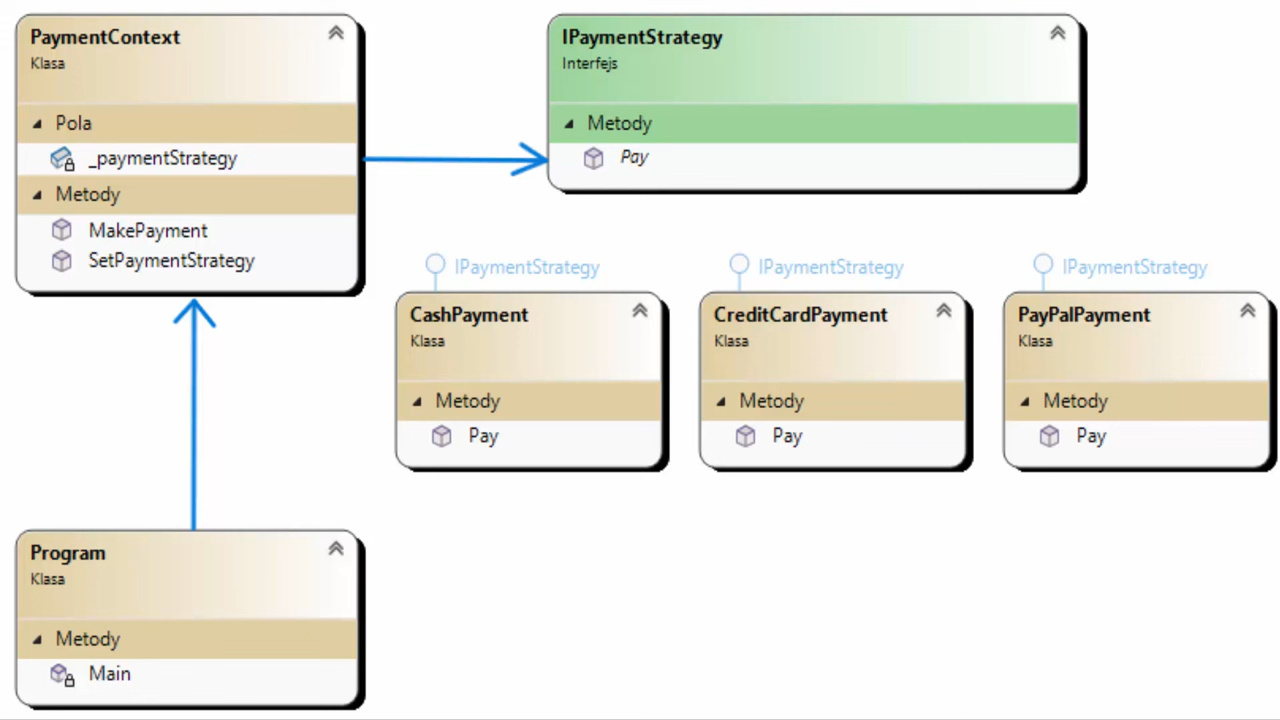 PaymentContext
Klasa
Pola
_paymentStrategy
Metody
MakePayment
SetPaymentStrategy
IPaymentStrategy
Interfejs
Metody
Pay
IPaymentStrategy
CashPayment
Klasa
Metody
Pay
IPaymentStrategy
CreditCardPayment
Klasa
Metody
Pay
IPaymentStrategy
PayPalPayment
Klasa
Metody
Pay
Program
Klasa
Metody
Main